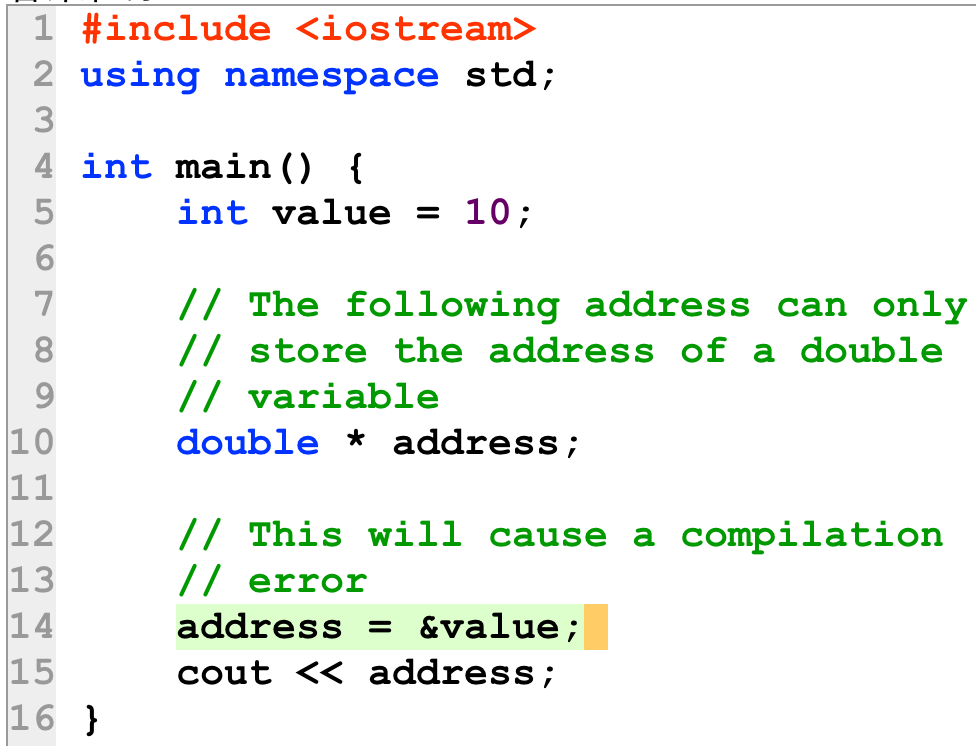 1 #include <iostream>
2 using namespace std;
3
4 int main() {
5     int value = 10;
6
7     // The following address can only
8     // store the address of a double
9     // variable
10     double * address;
11
12     // This will cause a compilation
13     // error
14     address = &value;
15     cout << address;
16 }